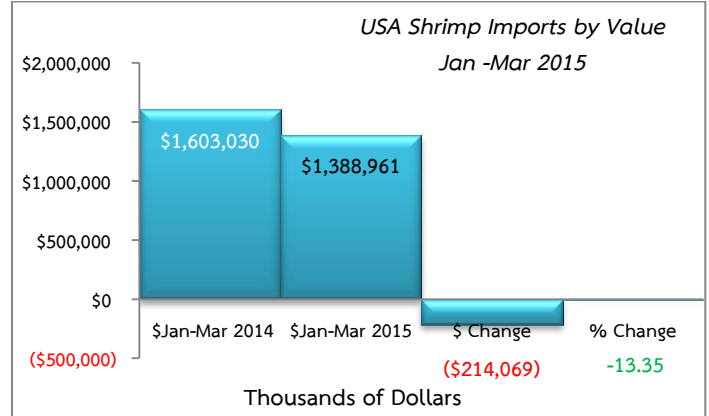 USA Shrimp Imports by Value
Jan -Mar 2015
$2,000,000
$1,500,000
$1,000,000
$500,000
$0
($500,000)
$1,603,030
$1,388,961
$Jan-Mar 2014
$Jan-Mar 2015
$ Change
% Change
($214,069)
-13.35
Thousands of Dollars